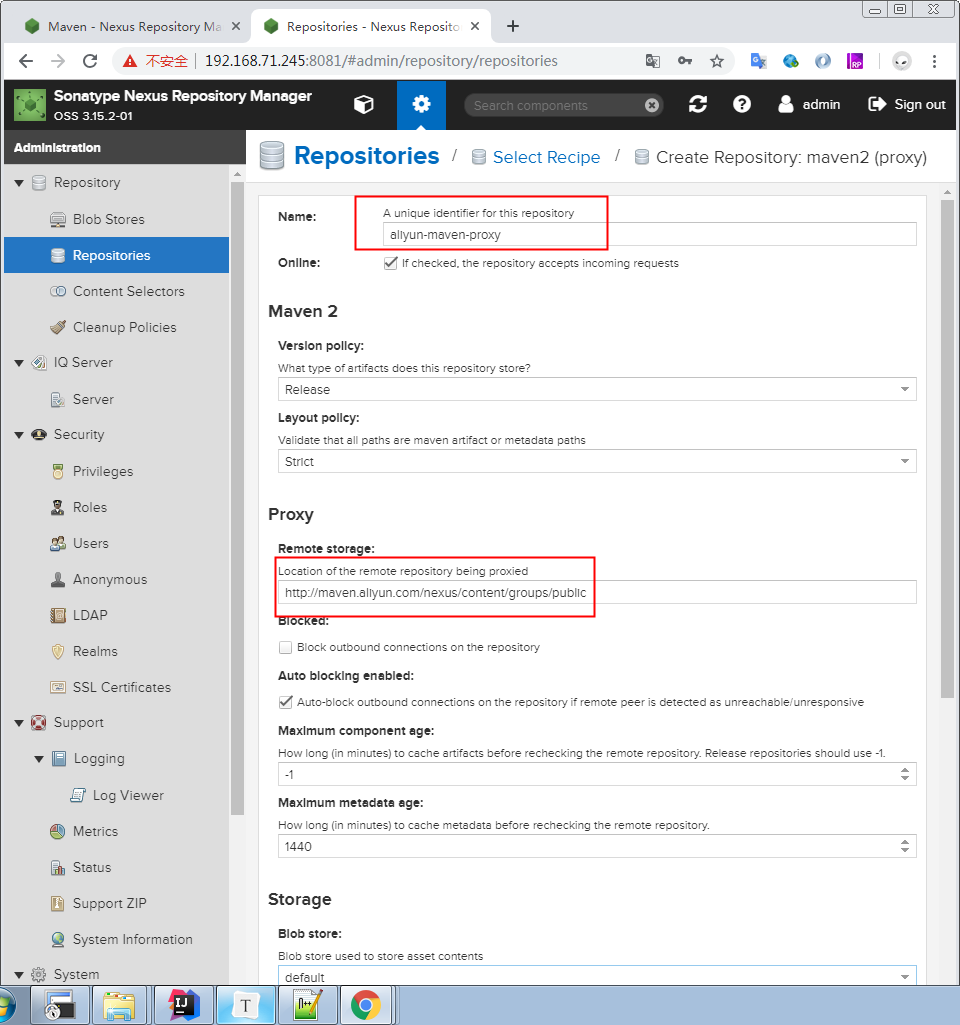 Maven - Nexus Repository Ma
Repositories - Nexus Reposito
不安全 192.168.71.245:8081/#admin/repository/repositories
Sonatype Nexus Repository Manager
OSS 3.15.2-01
Search components
admin
Sign out
Administration
Repository
Blob Stores
Repositories
Content Selectors
Cleanup Policies
IQ Server
Server
Security
Privileges
Roles
Users
Anonymous
LDAP
Realms
SSL Certificates
Support
Logging
Log Viewer
Metrics
Status
Support ZIP
System Information
System
Repositories / Select Recipe / Create Repository: maven2 (proxy)
Name:
A unique identifier for this repository
aliyun-maven-proxy
Online:
If checked, the repository accepts incoming requests
Maven 2
Version policy:
What type of artifacts does this repository store?
Release
Layout policy:
Validate that all paths are maven artifact or metadata paths
Strict
Proxy
Remote storage:
Location of the remote repository being proxied
http://maven.aliyun.com/nexus/content/groups/public
Blocked:
Block outbound connections on the repository
Auto blocking enabled:
Auto-block outbound connections on the repository if remote peer is detected as unreachable/unresponsive
Maximum component age:
How long (in minutes) to cache artifacts before rechecking the remote repository. Release repositories should use -1.
-1
Maximum metadata age:
How long (in minutes) to cache metadata before rechecking the remote repository.
1440
Storage
Blob store:
Blob store used to store asset contents
default